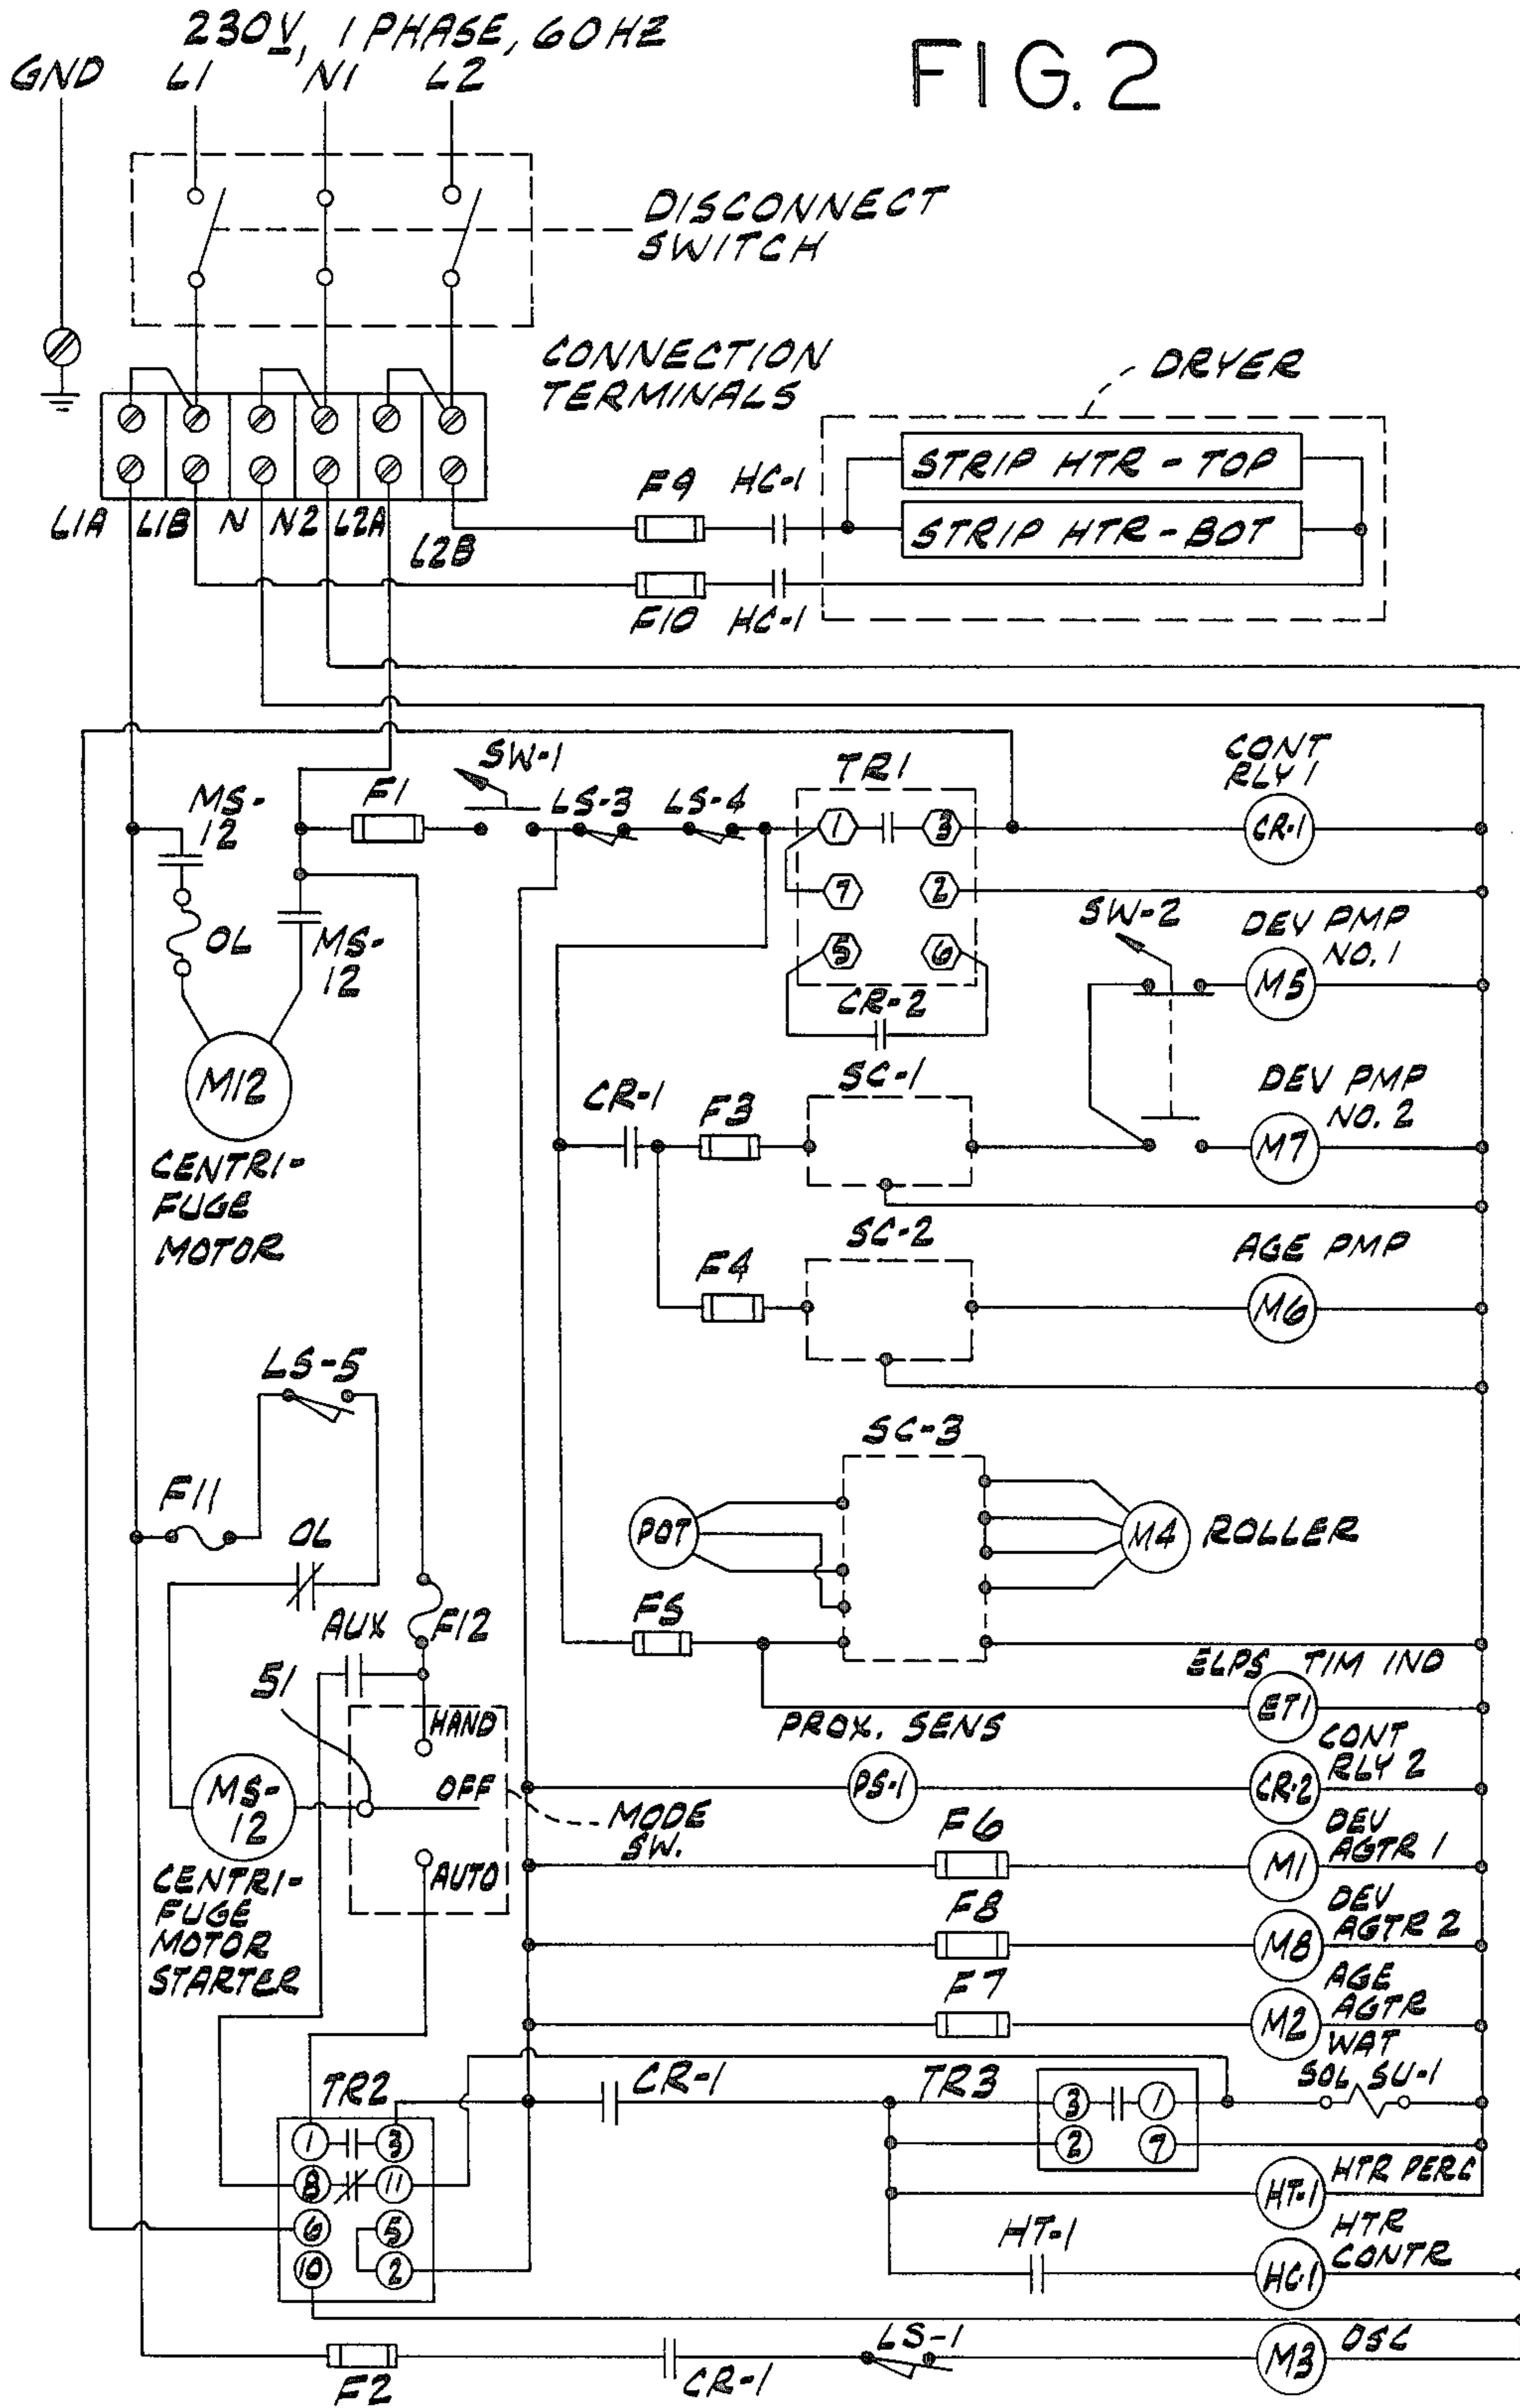 230V, 1 PHASE, 60HZ
FIG. 2
GND
L1
N1
L2
DISCONNECT
SWITCH
CONNECTION
TERMINALS
DRYER
STRIP HTR - TOP
F9
HC-1
STRIP HTR - BOT
L1A
L1B
N
N2
L2A
L2B
F10
HC-1
SW-1
TR1
CONT
RLY 1
MS-
12
F1
LS-3
LS-4
1
3
CR-1
7
2
OL
MS-
12
SW-2
DEV PMP
NO. 1
5
6
M5
CR-2
M12
SC-1
DEV PMP
NO. 2
CR-1
F3
M7
CENTRI-
FUGE
MOTOR
SC-2
AGE PMP
F4
M6
LS-5
SC-3
F11
POT
M4
ROLLER
OL
AUX
F12
F5
ELPS TIM IND
S1
HAND
PROX. SENS
ET1
CONT
RLY 2
OFF
PS-1
CR-2
MS-
12
MODE
SW.
F6
DEV
AGTR 1
AUTO
M1
CENTRI-
FUGE
MOTOR
STARTER
F8
DEV
AGTR 2
M8
F7
AGE
AGTR
M2
WAT
SOL SU-1
TR2
CR-1
TR3
3
1
1
3
2
7
8
11
HT-1
HTR PERC
6
5
HT-1
HTR
CONTR
10
2
HC-1
LS-1
OSC
F2
CR-1
M3